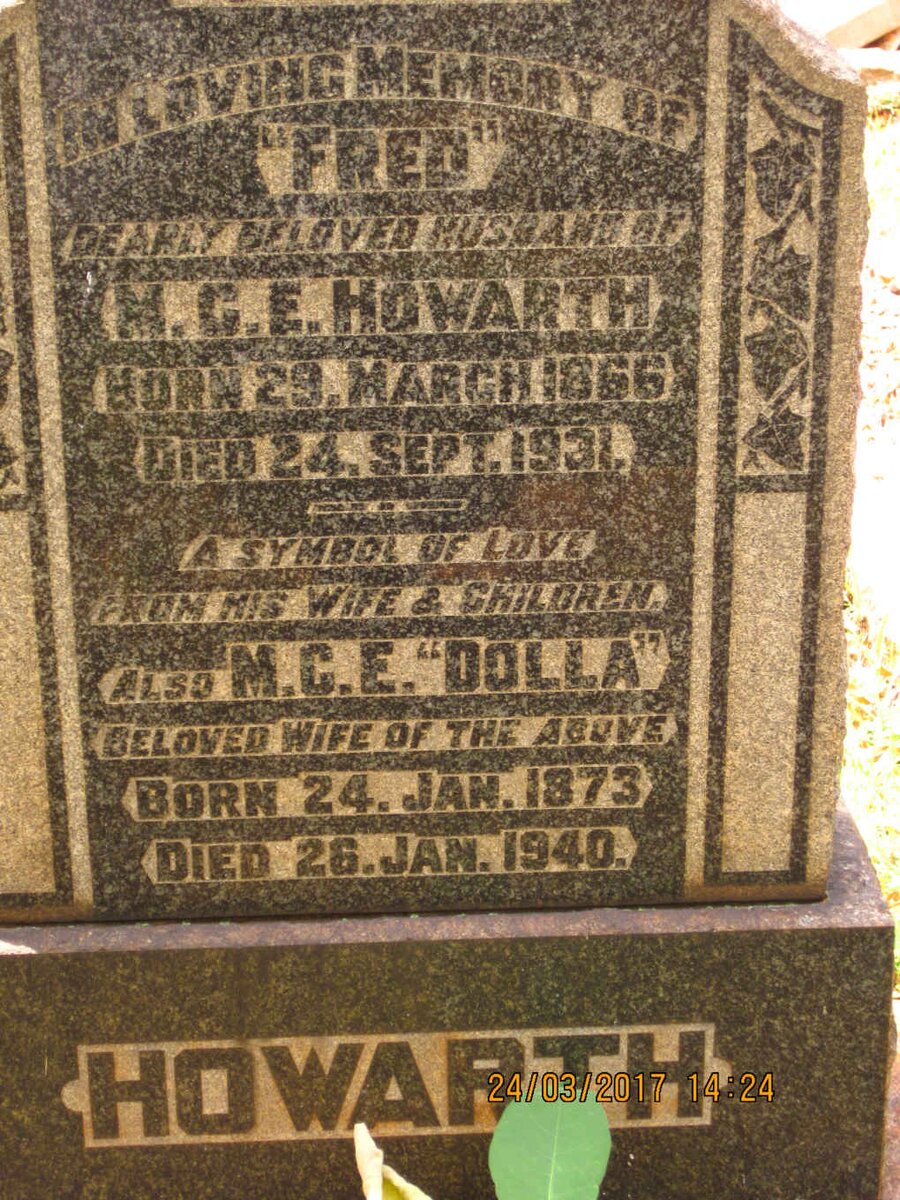 IN LOVING MEMORY OF
"FRED"
DEARLY BELOVED HUSBAND OF
M.C.E. HOWARTH
BORN 29. MARCH. 1866
DIED 24. SEPT. 1931.
A SYMBOL OF LOVE
FROM HIS WIFE & CHILDREN.
ALSO M.C.E. "DOLLA"
BELOVED WIFE OF THE ABOVE
BORN 24. JAN. 1873
DIED 26. JAN. 1940.
HOWARTH
24/03/2017 14:24